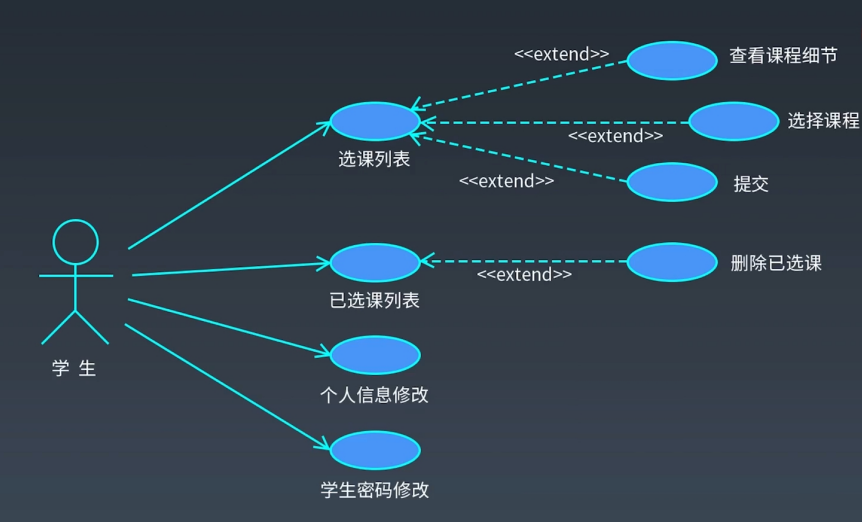 <<extend>>
查看课程细节
选择课程
<<extend>>
选课列表
<<extend>>
提交
删除已选课
<<extend>>
已选课列表
学 生
个人信息修改
学生密码修改